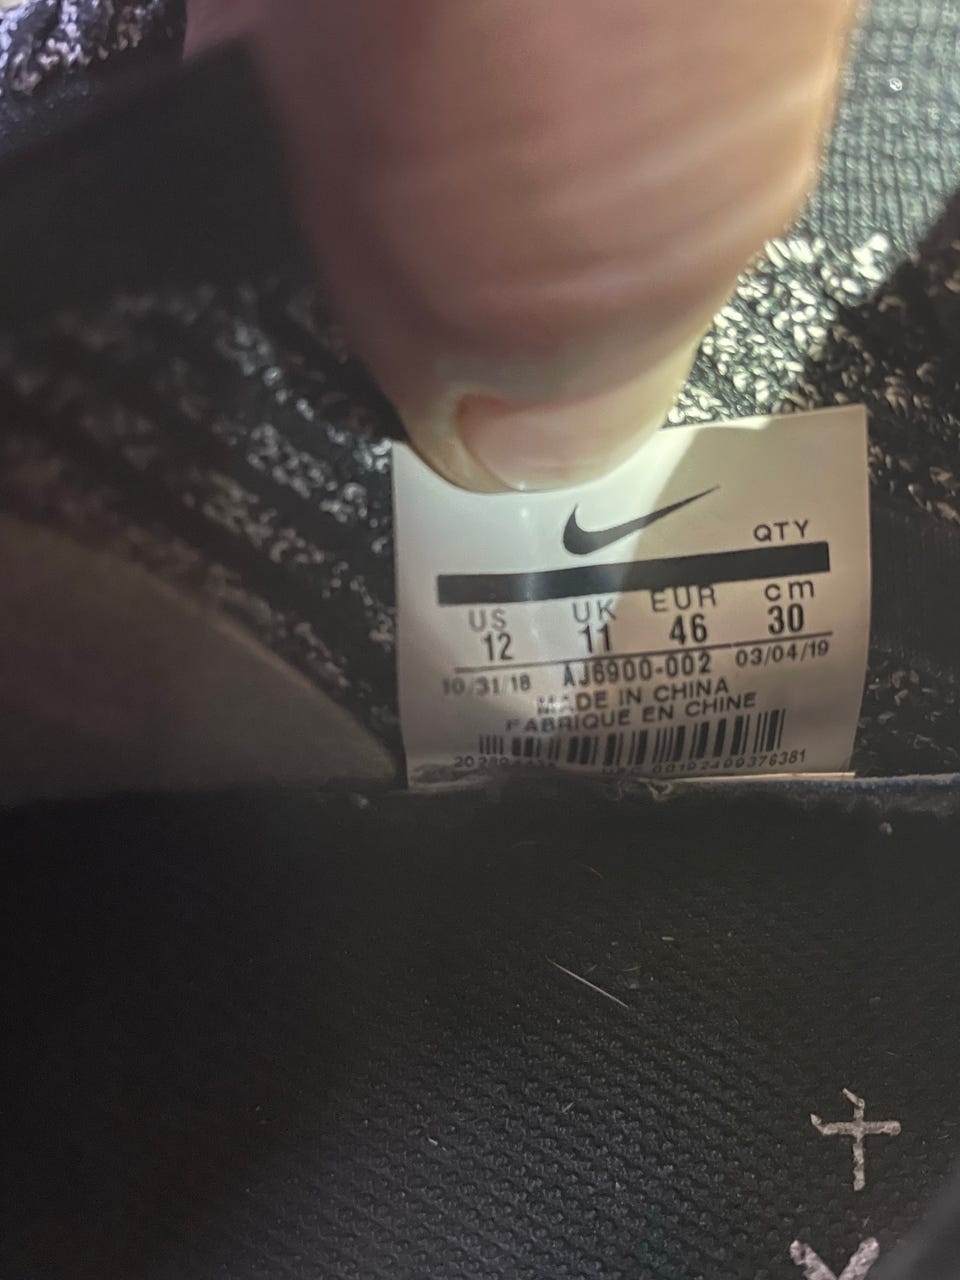 QTY
US UK EUR cm
12 11 46 30
10/31/18 AJ6900-002 03/04/19
MADE IN CHINA
FABRIQUE EN CHINE
00192499376381